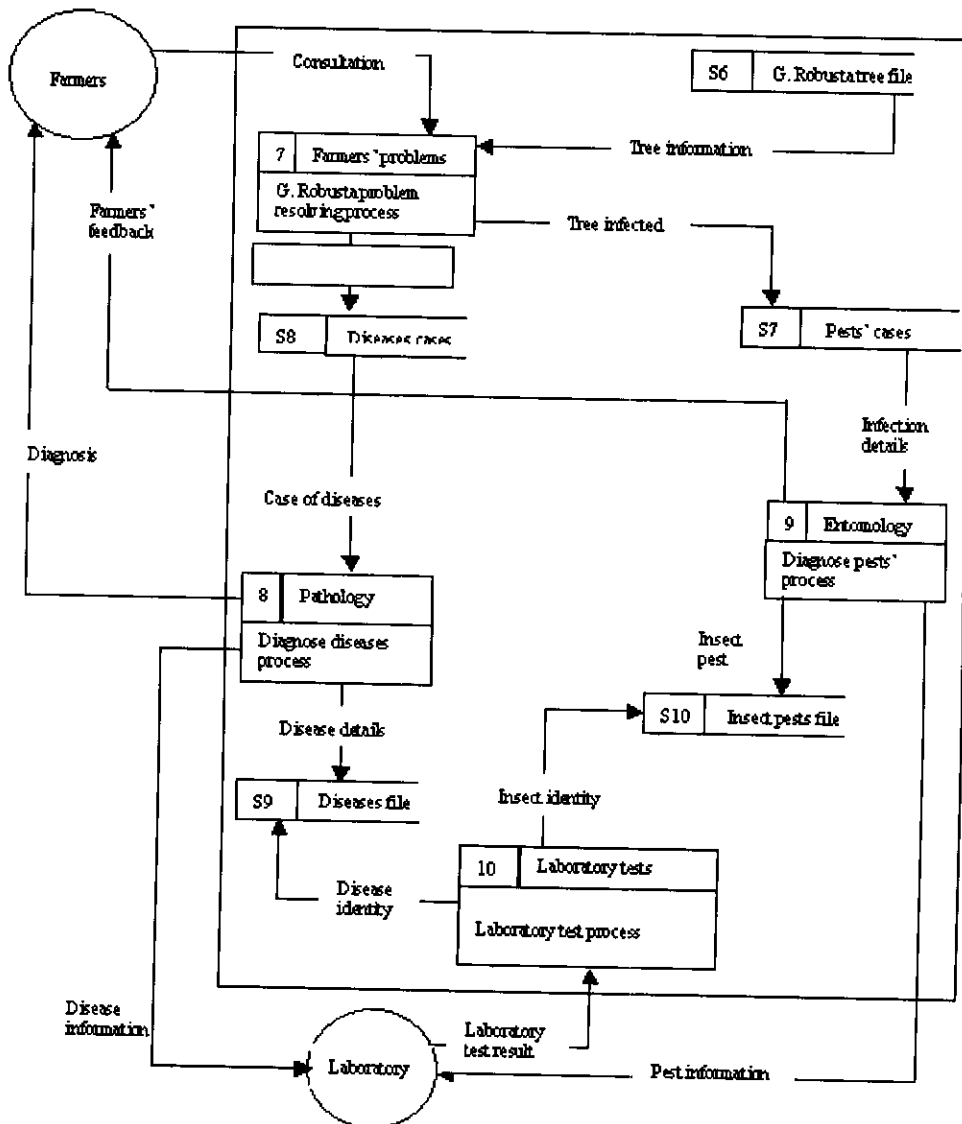 Farmers
Consultation
S6 G. Robusta tree file
7 Farmers` problems
Tree information
G. Robusta problem
resolving process
Farmers`
feedback
Tree infected
S8 Diseases cases
S7 Pests` cases
Infection
details
Diagnosis
Case of diseases
9 Entomology
Diagnose pests`
process
8 Pathology
Diagnose diseases
process
Insect
pest
S10 Insect pests file
Disease details
S9 Diseases file
Insect identity
10 Laboratory tests
Disease
identity
Laboratory test process
Disease
information
Laboratory
test result
Laboratory
Pest information